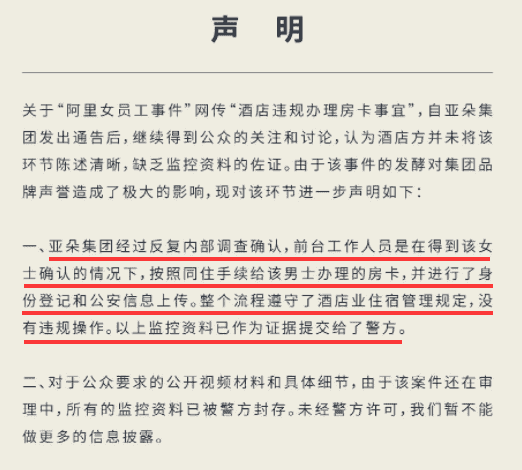 声 明
关于“阿里女员工事件”网传“酒店违规办理房卡事宜”,自亚朵集
团发出通告后,继续得到公众的关注和讨论,认为酒店方并未将该
环节陈述清晰,缺乏监控资料的佐证。由于该事件的发酵对集团品
牌声誉造成了极大的影响,现对该环节进一步声明如下:
一、亚朵集团经过反复内部调查确认,前台工作人员是在得到该女
士确认的情况下,按照同住手续给该男士办理的房卡,并进行了身
份登记和公安信息上传。整个流程遵守了酒店业住宿管理规定,没
有违规操作。以上监控资料已作为证据提交给了警方。
二、对于公众要求的公开视频材料和具体细节,由于该案件还在审
理中,所有的监控资料已被警方封存。未经警方许可,我们暂不能
做更多的信息披露。